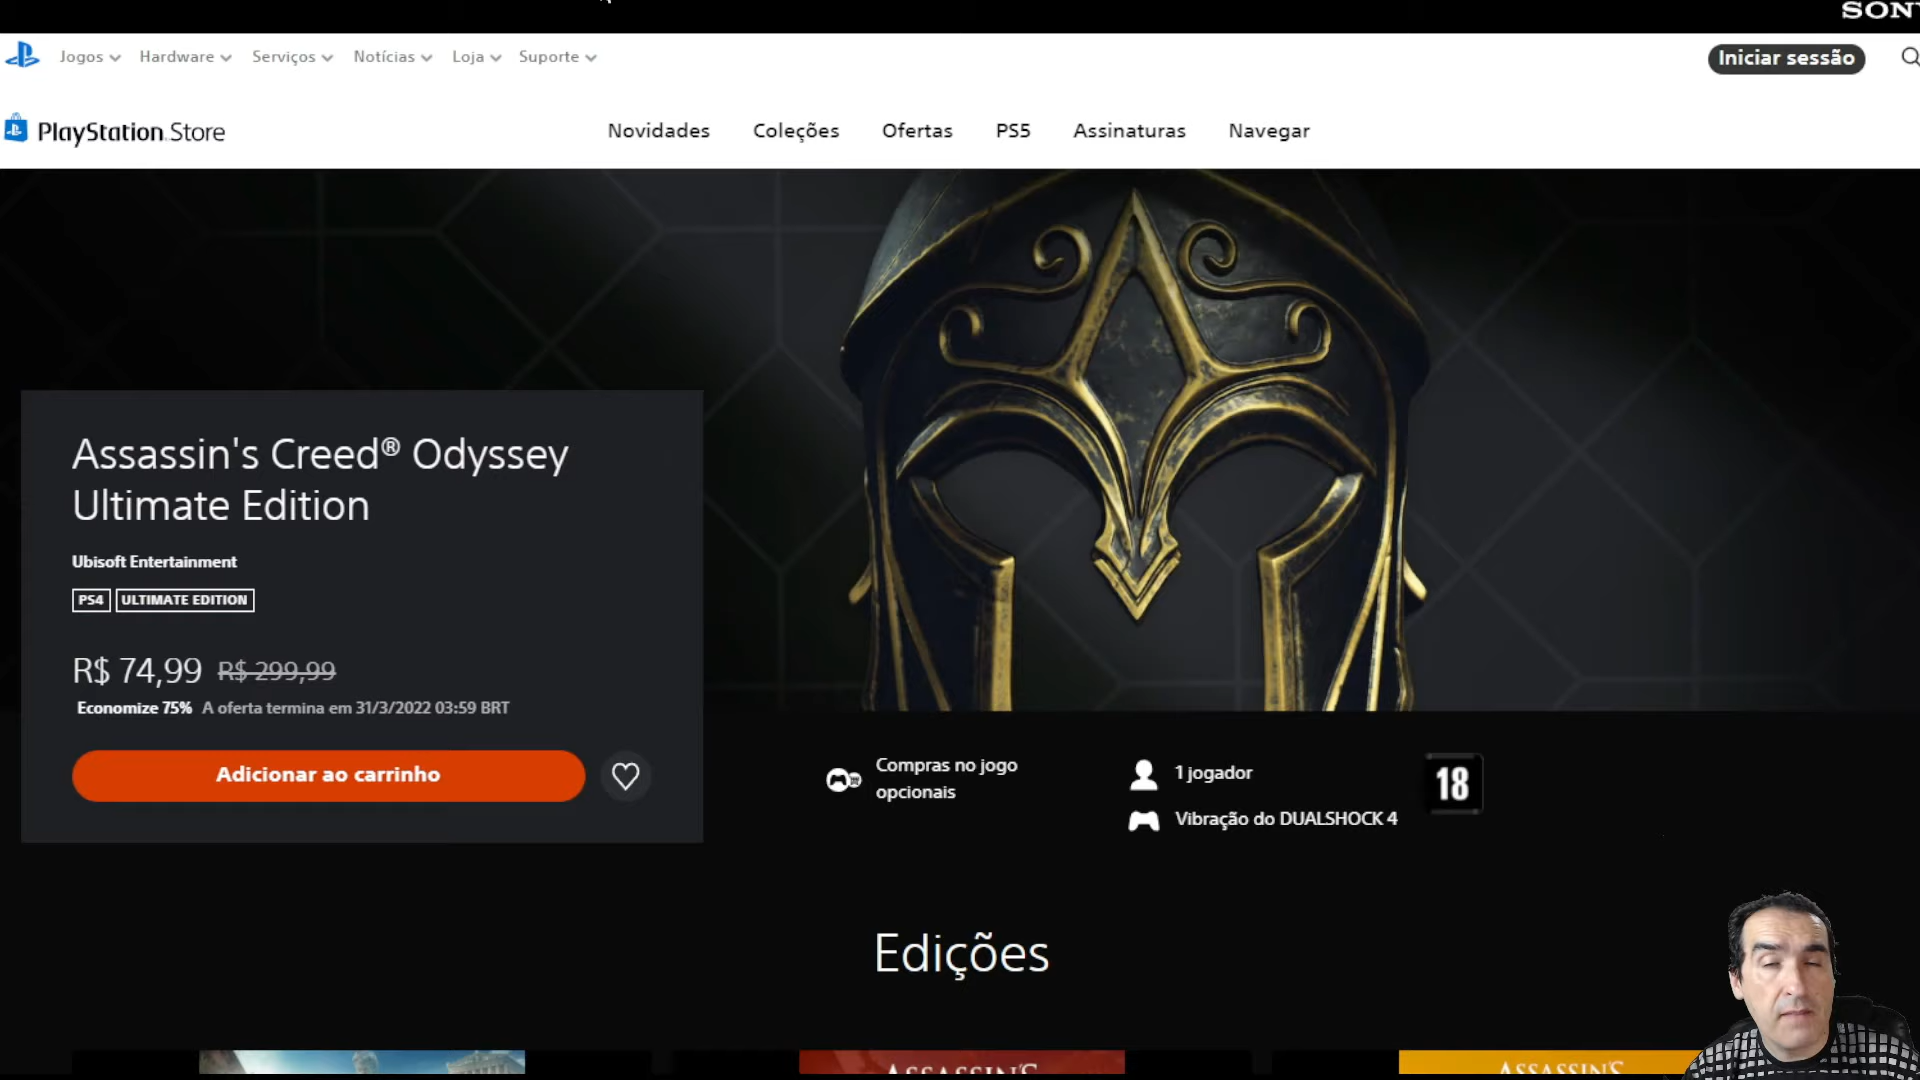 SONY
Jogos Hardware Serviços Notícias Loja Suporte
Iniciar sessão
PlayStation Store
Novidades Coleções Ofertas PS5 Assinaturas Navegar
Assassin's Creed® Odyssey
Ultimate Edition
Ubisoft Entertainment
PS4 ULTIMATE EDITION
R$ 74,99 R$ 299,99
Economize 75% A oferta termina em 31/3/2022 03:59 BRT
Adicionar ao carrinho
Compras no jogo
opcionais
1 jogador
Vibração do DUALSHOCK 4
18
Edições
ASSASSIN'S
ASSASSIN'S